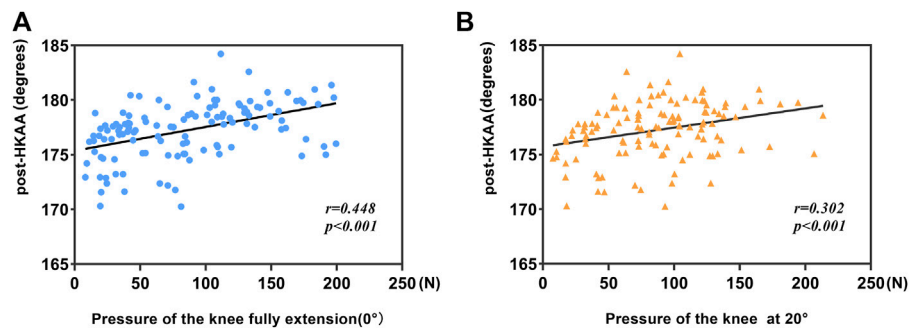 A
post-HKAA(degrees)
185
180
175
170
165
0
50
100
150
200
250 (N)
r=0.448
p<0.001
Pressure of the knee fully extension(0°)
B
post-HKAA(degrees)
185
180
175
170
165
0
50
100
150
200
250 (N)
r=0.302
p<0.001
Pressure of the knee at 20°